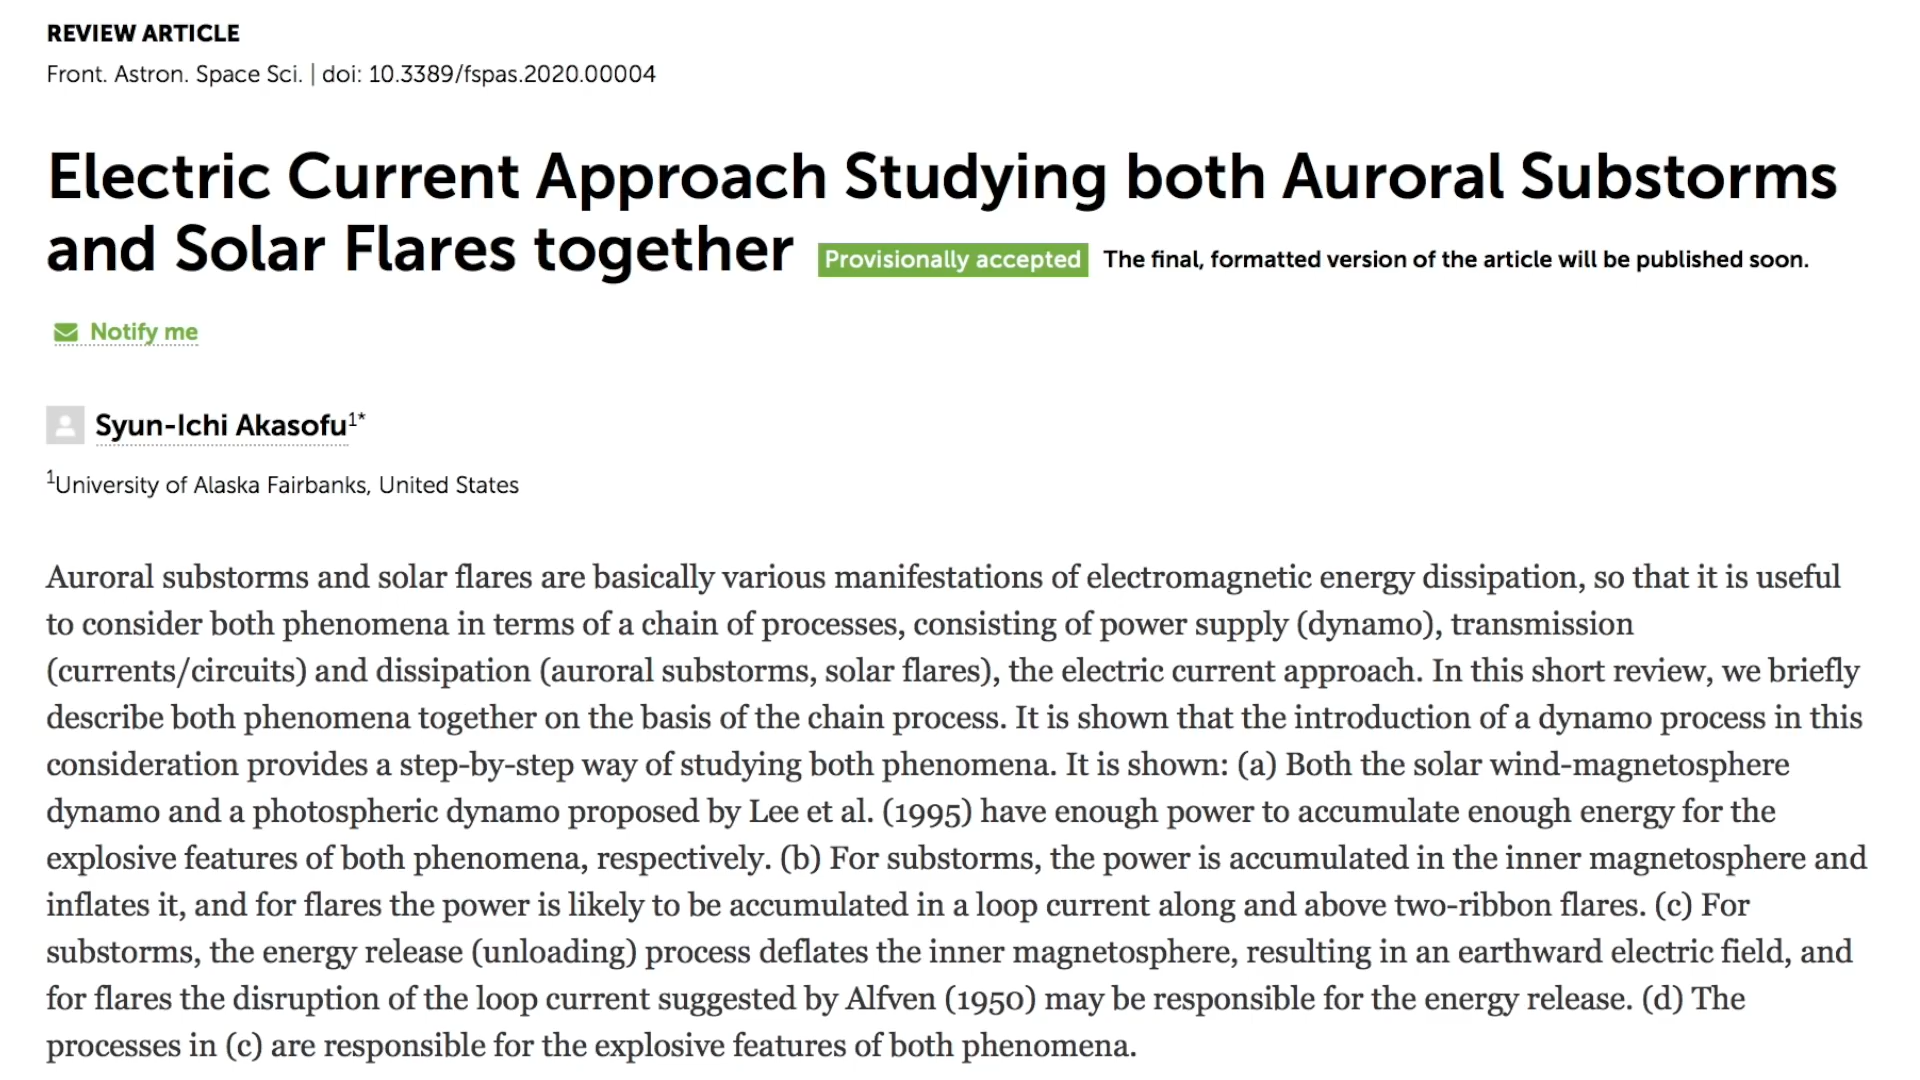 REVIEW ARTICLE
Front. Astron. Space Sci. | doi: 10.3389/fspas.2020.00004
Electric Current Approach Studying both Auroral Substorms
and Solar Flares together Provisionally accepted The final, formatted version of the article will be published soon.
Notify me
Syun-Ichi Akasofu1*
1University of Alaska Fairbanks, United States
Auroral substorms and solar flares are basically various manifestations of electromagnetic energy dissipation, so that it is useful
to consider both phenomena in terms of a chain of processes, consisting of power supply (dynamo), transmission
(currents/circuits) and dissipation (auroral substorms, solar flares), the electric current approach. In this short review, we briefly
describe both phenomena together on the basis of the chain process. It is shown that the introduction of a dynamo process in this
consideration provides a step-by-step way of studying both phenomena. It is shown: (a) Both the solar wind-magnetosphere
dynamo and a photospheric dynamo proposed by Lee et al. (1995) have enough power to accumulate enough energy for the
explosive features of both phenomena, respectively. (b) For substorms, the power is accumulated in the inner magnetosphere and
inflates it, and for flares the power is likely to be accumulated in a loop current along and above two-ribbon flares. (c) For
substorms, the energy release (unloading) process deflates the inner magnetosphere, resulting in an earthward electric field, and
for flares the disruption of the loop current suggested by Alfven (1950) may be responsible for the energy release. (d) The
processes in (c) are responsible for the explosive features of both phenomena.